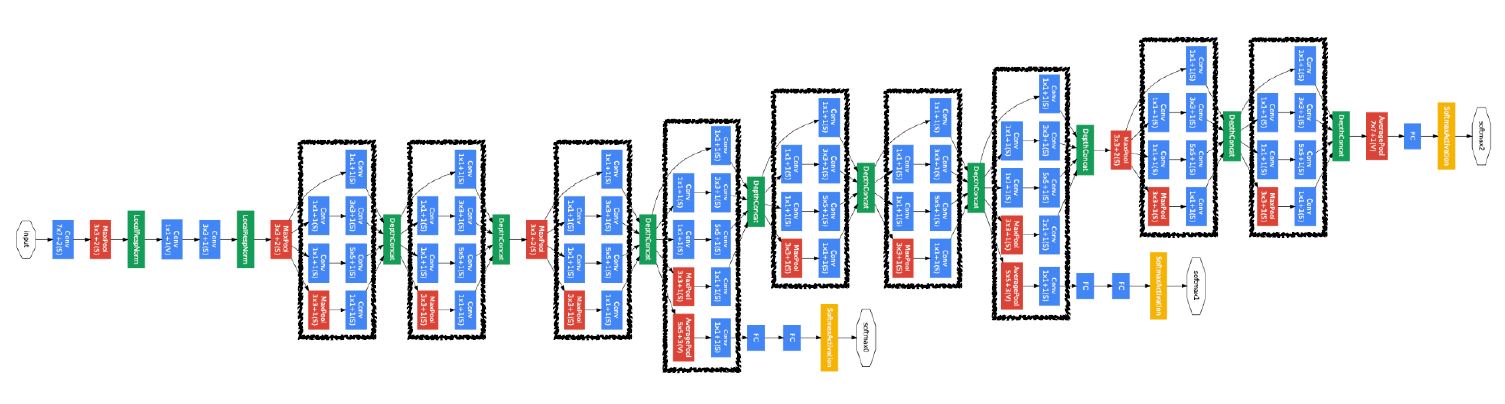 input
Conv
7x7+2(S)
MaxPool
3x3+2(S)
LocalRespNorm
Conv
1x1+1(V)
Conv
3x3+1(S)
LocalRespNorm
MaxPool
3x3+2(S)
Conv
1x1+1(S)
Conv
1x1+1(S)
Conv
3x3+1(S)
Conv
1x1+1(S)
Conv
5x5+1(S)
MaxPool
3x3+1(S)
Conv
1x1+1(S)
DepthConcat
Conv
1x1+1(S)
Conv
1x1+1(S)
Conv
3x3+1(S)
Conv
1x1+1(S)
Conv
5x5+1(S)
MaxPool
3x3+1(S)
Conv
1x1+1(S)
DepthConcat
MaxPool
3x3+2(S)
Conv
1x1+1(S)
Conv
1x1+1(S)
Conv
3x3+1(S)
Conv
1x1+1(S)
Conv
5x5+1(S)
MaxPool
3x3+1(S)
Conv
1x1+1(S)
DepthConcat
Conv
1x1+1(S)
Conv
1x1+1(S)
Conv
3x3+1(S)
Conv
1x1+1(S)
Conv
5x5+1(S)
MaxPool
3x3+1(S)
Conv
1x1+1(S)
AveragePool
5x5+3(V)
Conv
1x1+1(S)
FC
FC
SoftmaxActivation
softmax0
DepthConcat
Conv
1x1+1(S)
Conv
1x1+1(S)
Conv
3x3+1(S)
Conv
1x1+1(S)
Conv
5x5+1(S)
MaxPool
3x3+1(S)
Conv
1x1+1(S)
DepthConcat
Conv
1x1+1(S)
Conv
1x1+1(S)
Conv
3x3+1(S)
Conv
1x1+1(S)
Conv
5x5+1(S)
MaxPool
3x3+1(S)
Conv
1x1+1(S)
DepthConcat
Conv
1x1+1(S)
Conv
1x1+1(S)
Conv
3x3+1(S)
Conv
1x1+1(S)
Conv
5x5+1(S)
MaxPool
3x3+1(S)
Conv
1x1+1(S)
AveragePool
5x5+3(V)
Conv
1x1+1(S)
FC
FC
SoftmaxActivation
softmax1
DepthConcat
MaxPool
3x3+2(S)
Conv
1x1+1(S)
Conv
1x1+1(S)
Conv
3x3+1(S)
Conv
1x1+1(S)
Conv
5x5+1(S)
MaxPool
3x3+1(S)
Conv
1x1+1(S)
DepthConcat
Conv
1x1+1(S)
Conv
1x1+1(S)
Conv
3x3+1(S)
Conv
1x1+1(S)
Conv
5x5+1(S)
MaxPool
3x3+1(S)
Conv
1x1+1(S)
DepthConcat
AveragePool
7x7+1(V)
FC
SoftmaxActivation
softmax2